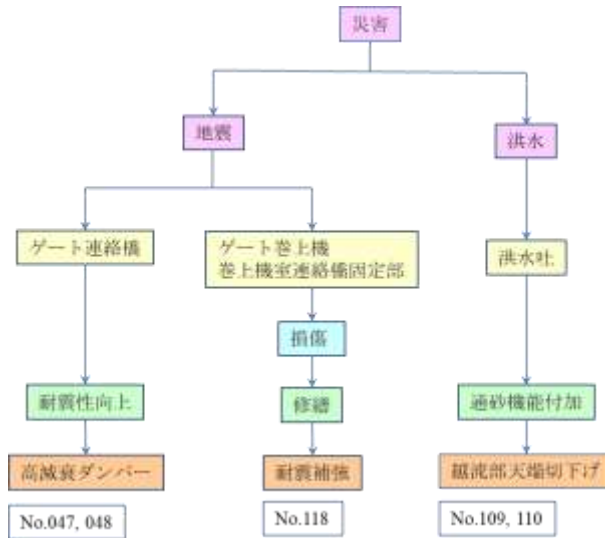 災害
地震
洪水
ゲート連絡橋
ゲート巻上機
巻上機室連絡橋固定部
洪水吐
損傷
耐震性向上
修繕
通砂機能付加
高減衰ダンパー
耐震補強
越流部天端切下げ
No.047, 048
No.118
No.109, 110